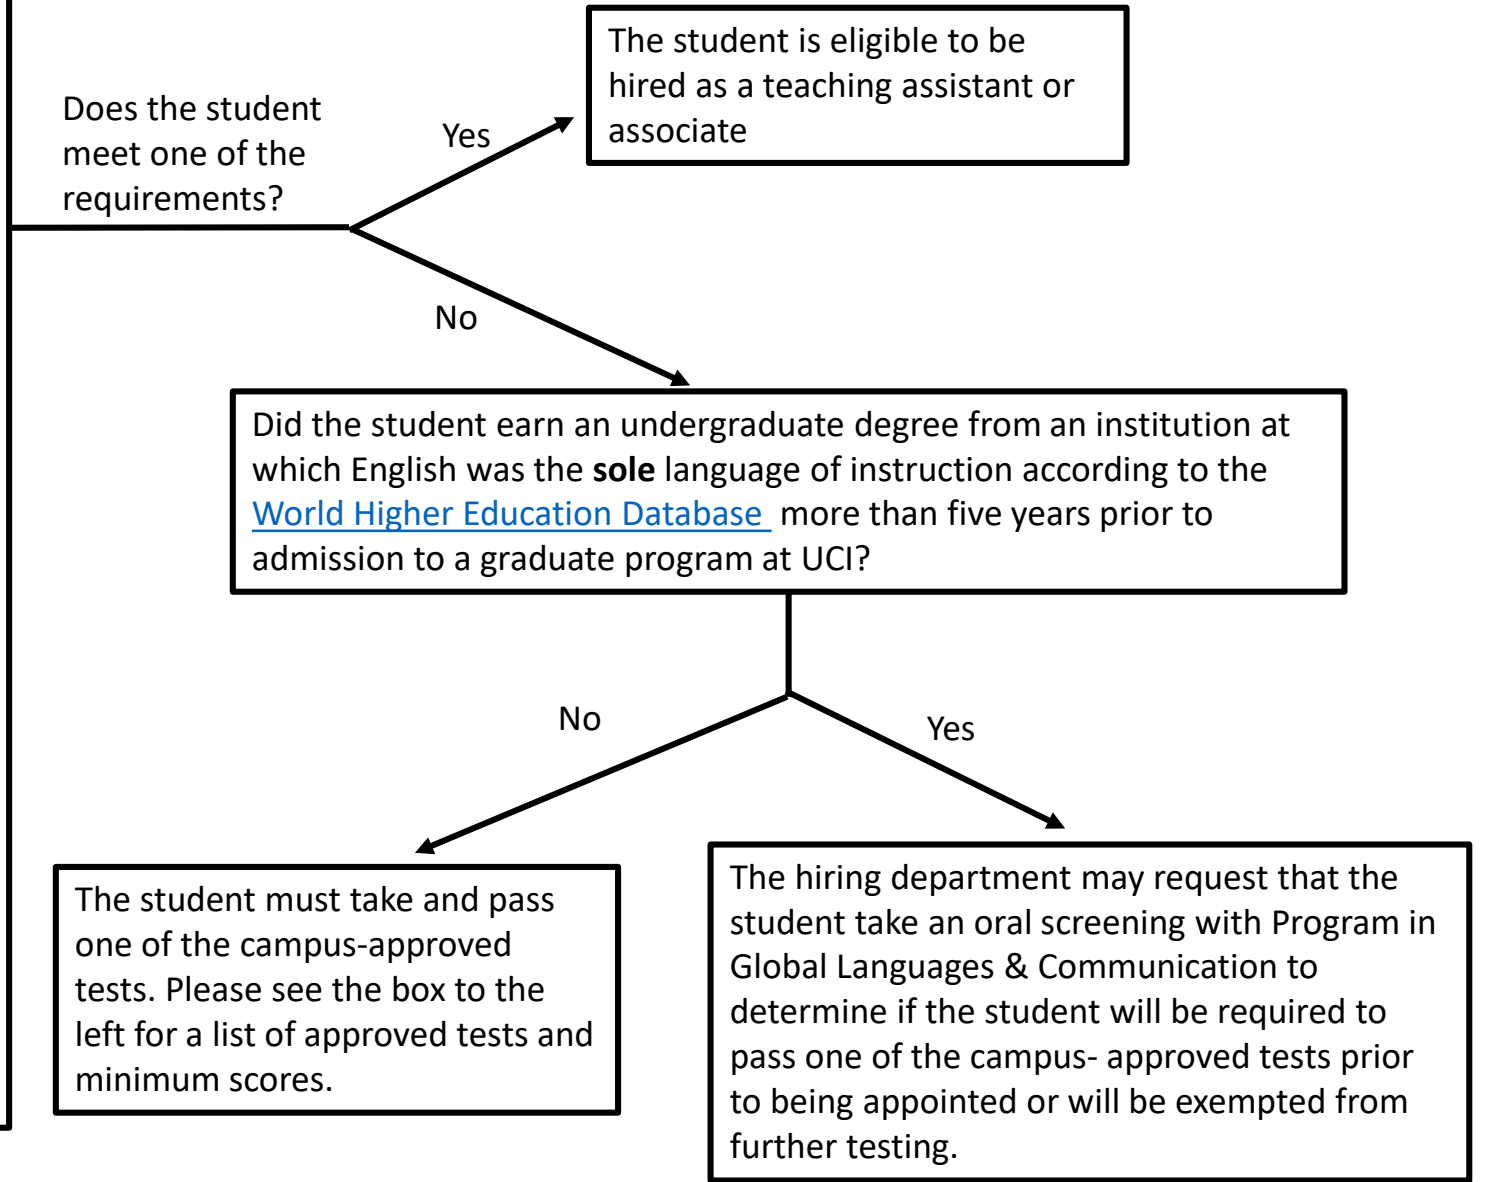 The student is eligible to be
hired as a teaching assistant or
associate
Does the student
meet one of the
requirements?
Yes
No
Did the student earn an undergraduate degree from an institution at
which English was the sole language of instruction according to the
World Higher Education Database more than five years prior to
admission to a graduate program at UCI?
No
Yes
The student must take and pass
one of the campus-approved
tests. Please see the box to the
left for a list of approved tests and
minimum scores.
The hiring department may request that the
student take an oral screening with Program in
Global Languages & Communication to
determine if the student will be required to
pass one of the campus- approved tests prior
to being appointed or will be exempted from
further testing.